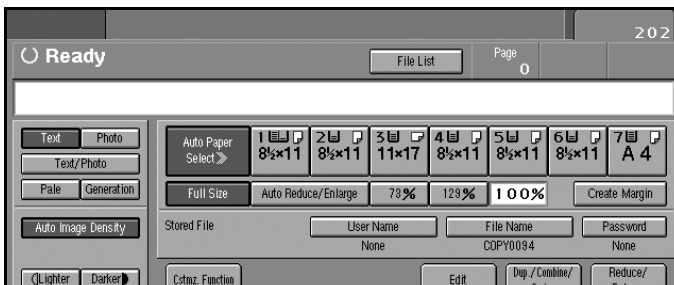 202
Ready File List Page
0
Text Photo
Text/Photo
Pale Generation
Auto Image Density
Lighter Darker
Auto Paper Select 1 8½×11 2 8½×11 3 11×17 4 8½×11 5 8½×11 6 8½×11 7 A 4
Full Size Auto Reduce/Enlarge 73% 129% 100% Create Margin
Stored File User Name File Name Password
None COPY0094 None
Cstmz. Function Edit Dup./Combine/ Reduce/